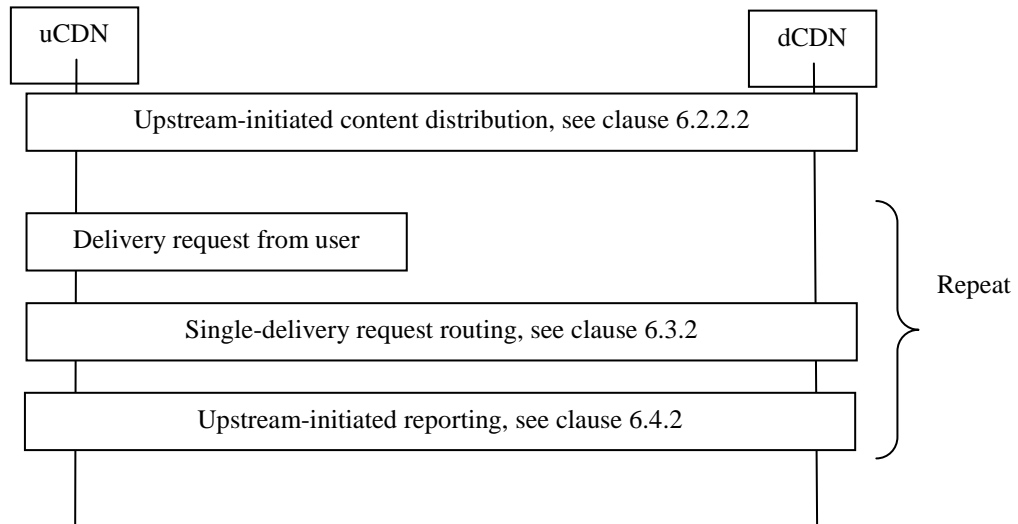 uCDN
dCDN
Upstream-initiated content distribution, see clause 6.2.2.2
Delivery request from user
Repeat
Single-delivery request routing, see clause 6.3.2
Upstream-initiated reporting, see clause 6.4.2